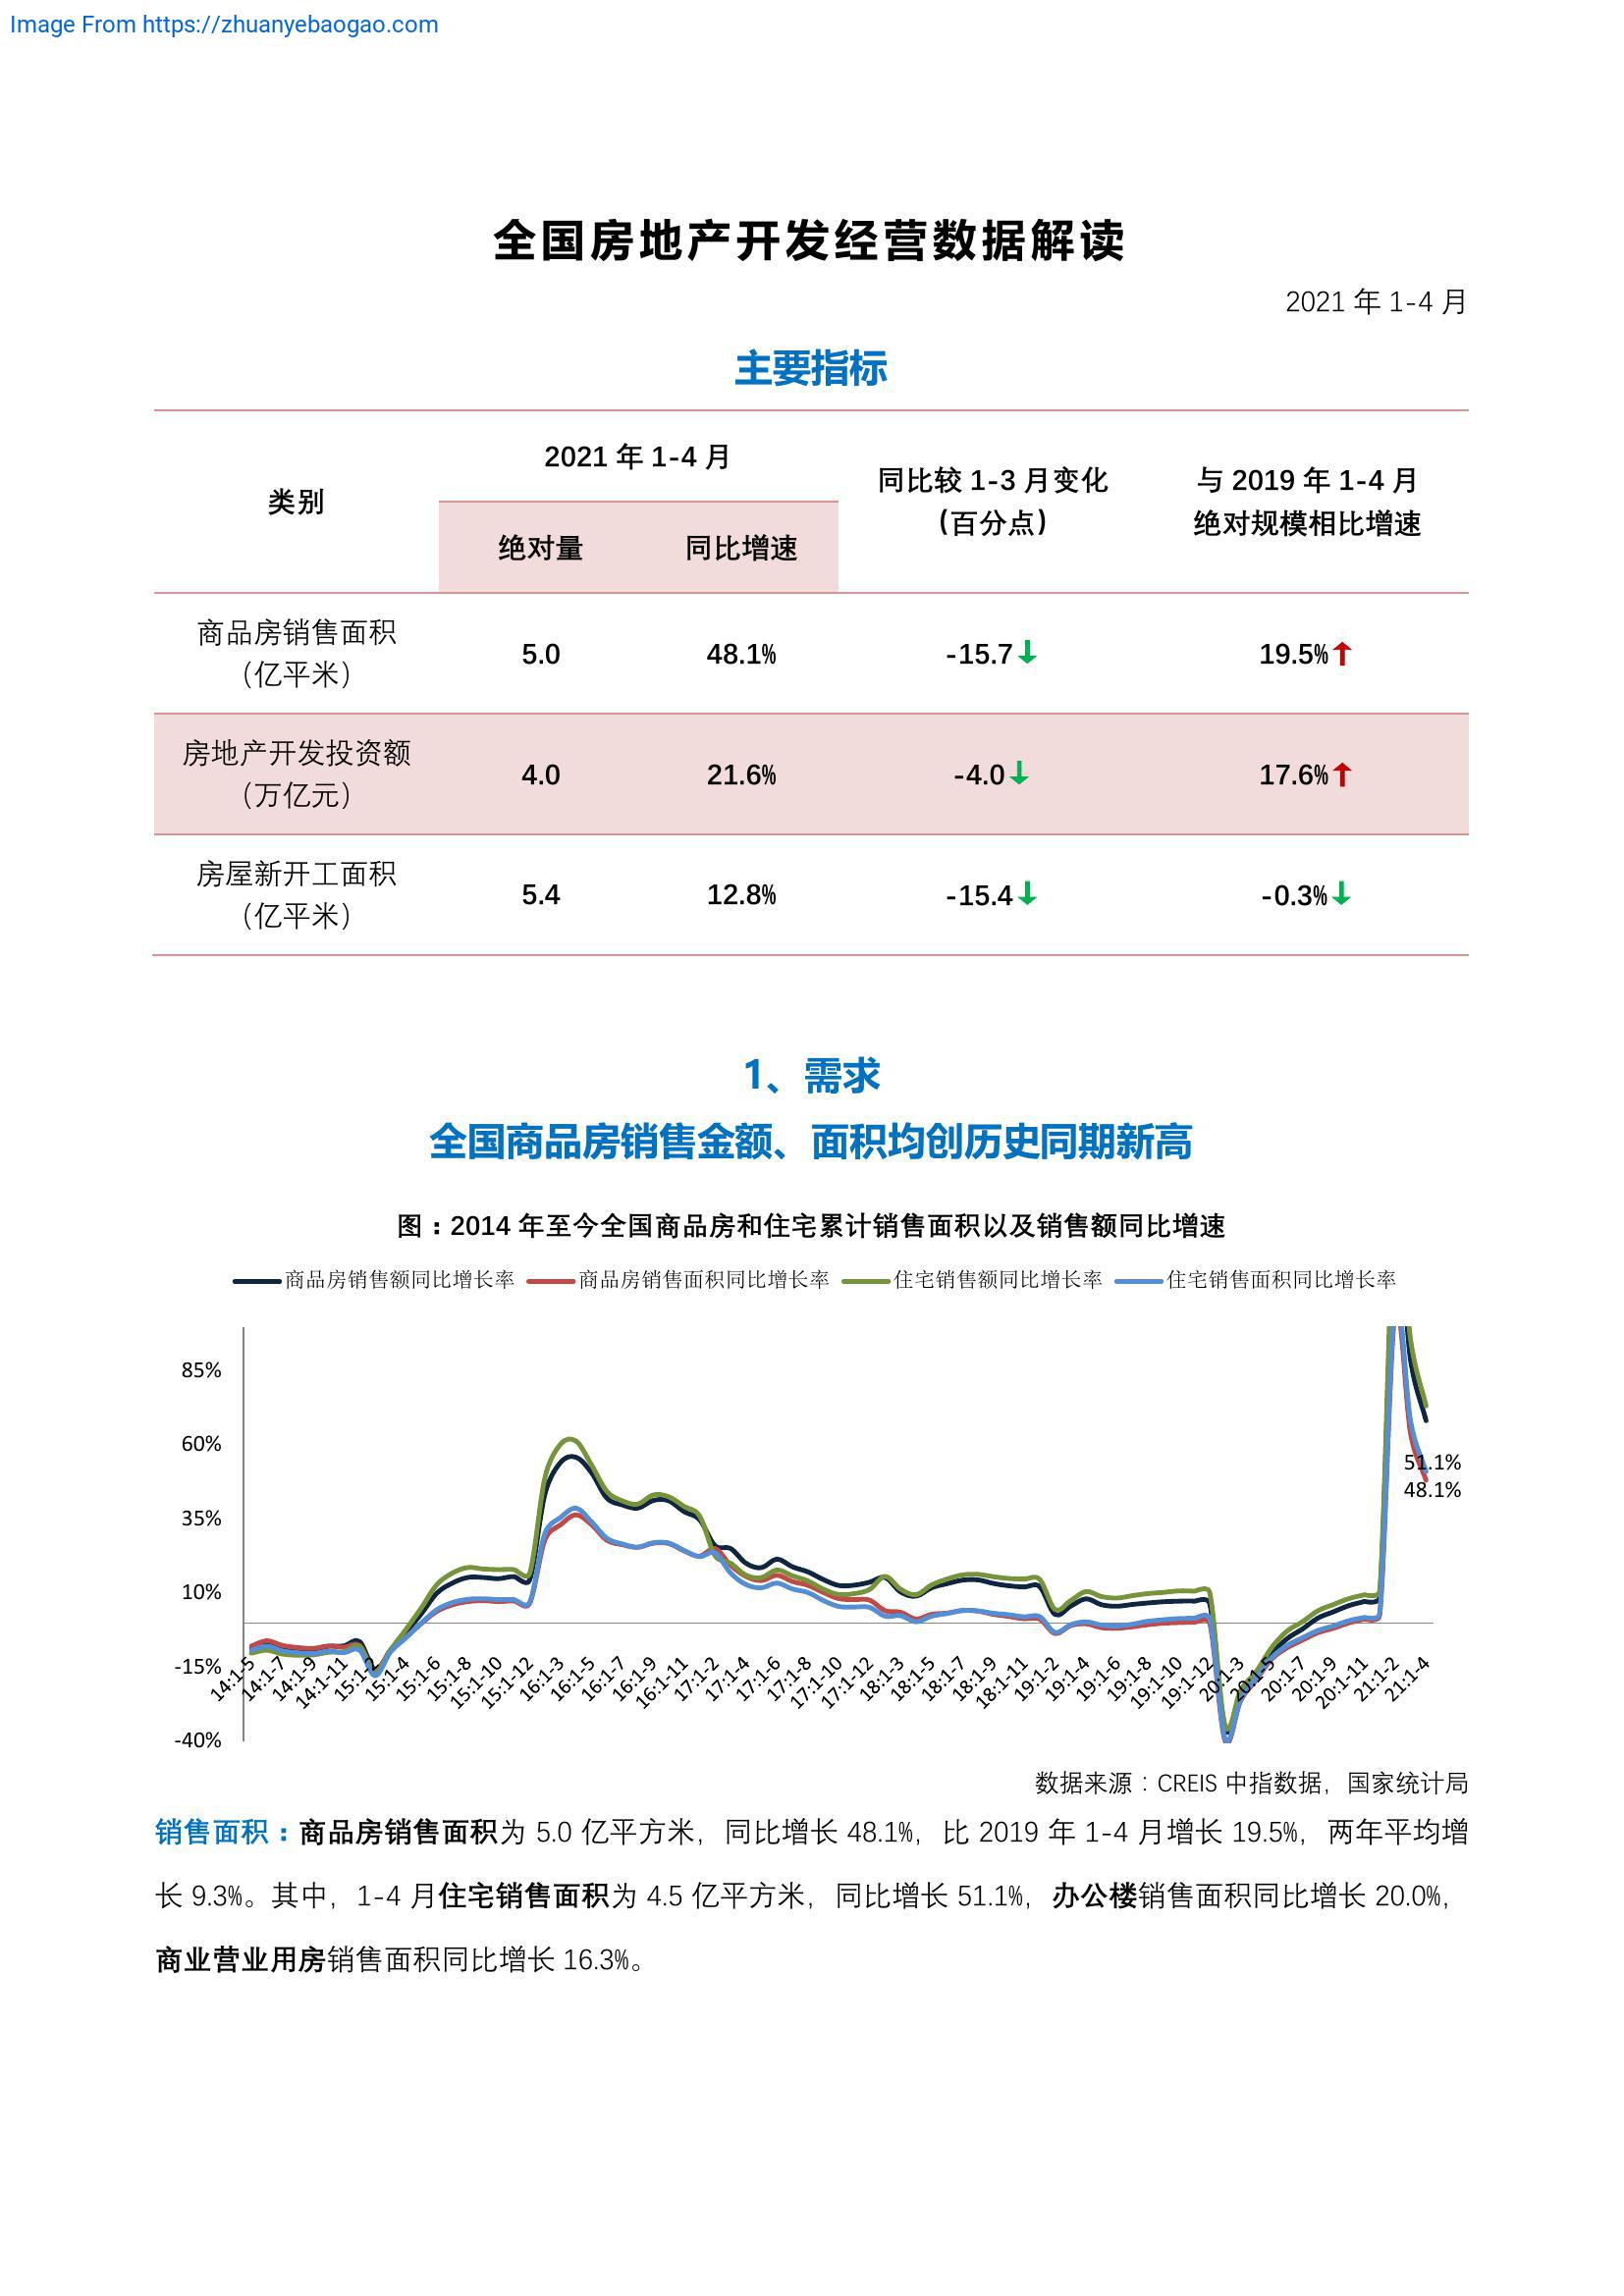 Image From https://zhuanyebaogao.com
全国房地产开发经营数据解读
2021 年 1-4 月
主要指标
类别
2021 年 1-4 月
绝对量
同比增速
同比较 1-3 月变化
(百分点)
与 2019 年 1-4 月
绝对规模相比增速
商品房销售面积
（亿平米）
5.0
48.1%
-15.7
19.5%
房地产开发投资额
（万亿元）
4.0
21.6%
-4.0
17.6%
房屋新开工面积
（亿平米）
5.4
12.8%
-15.4
-0.3%
1、需求
全国商品房销售金额、面积均创历史同期新高
图：2014 年至今全国商品房和住宅累计销售面积以及销售额同比增速
商品房销售额同比增长率
商品房销售面积同比增长率
住宅销售额同比增长率
住宅销售面积同比增长率
85%
60%
35%
10%
-15%
-40%
51.1%
48.1%
14:1-5
14:1-7
14:1-9
14:1-11
15:1-2
15:1-4
15:1-6
15:1-8
15:1-10
15:1-12
16:1-3
16:1-5
16:1-7
16:1-9
16:1-11
17:1-2
17:1-4
17:1-6
17:1-8
17:1-10
17:1-12
18:1-3
18:1-5
18:1-7
18:1-9
18:1-11
19:1-2
19:1-4
19:1-6
19:1-8
19:1-10
19:1-12
20:1-3
20:1-5
20:1-7
20:1-9
20:1-11
21:1-2
21:1-4
数据来源：CREIS 中指数据，国家统计局
销售面积：商品房销售面积为 5.0 亿平方米，同比增长 48.1%，比 2019 年 1-4 月增长 19.5%，两年平均增
长 9.3%。其中，1-4 月住宅销售面积为 4.5 亿平方米，同比增长 51.1%，办公楼销售面积同比增长 20.0%，
商业营业用房销售面积同比增长 16.3%。